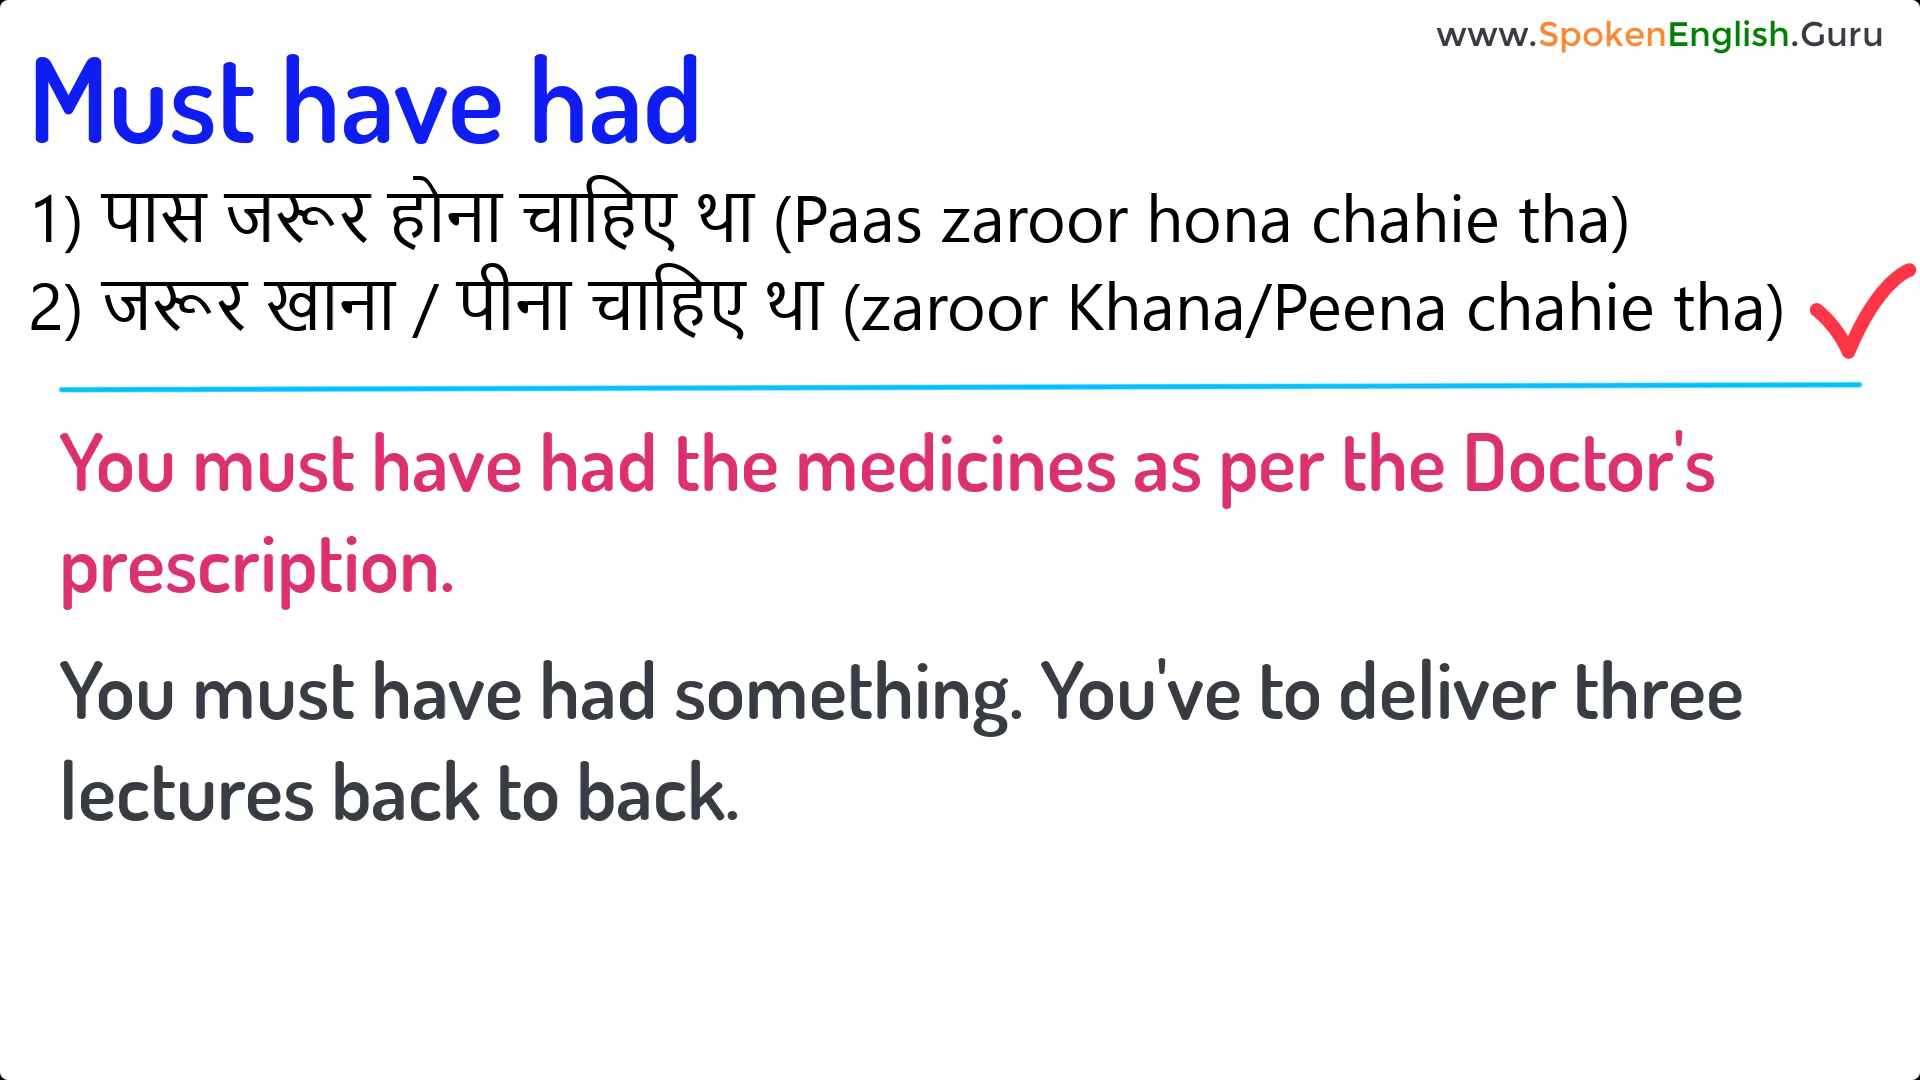 www.SpokenEnglish.Guru
Must have had
1) पास जरूर होना चाहिए था (Paas zaroor hona chahie tha)
2) जरूर खाना / पीना चाहिए था (zaroor Khana/Peena chahie tha)
You must have had the medicines as per the Doctor's
prescription.
You must have had something. You've to deliver three
lectures back to back.